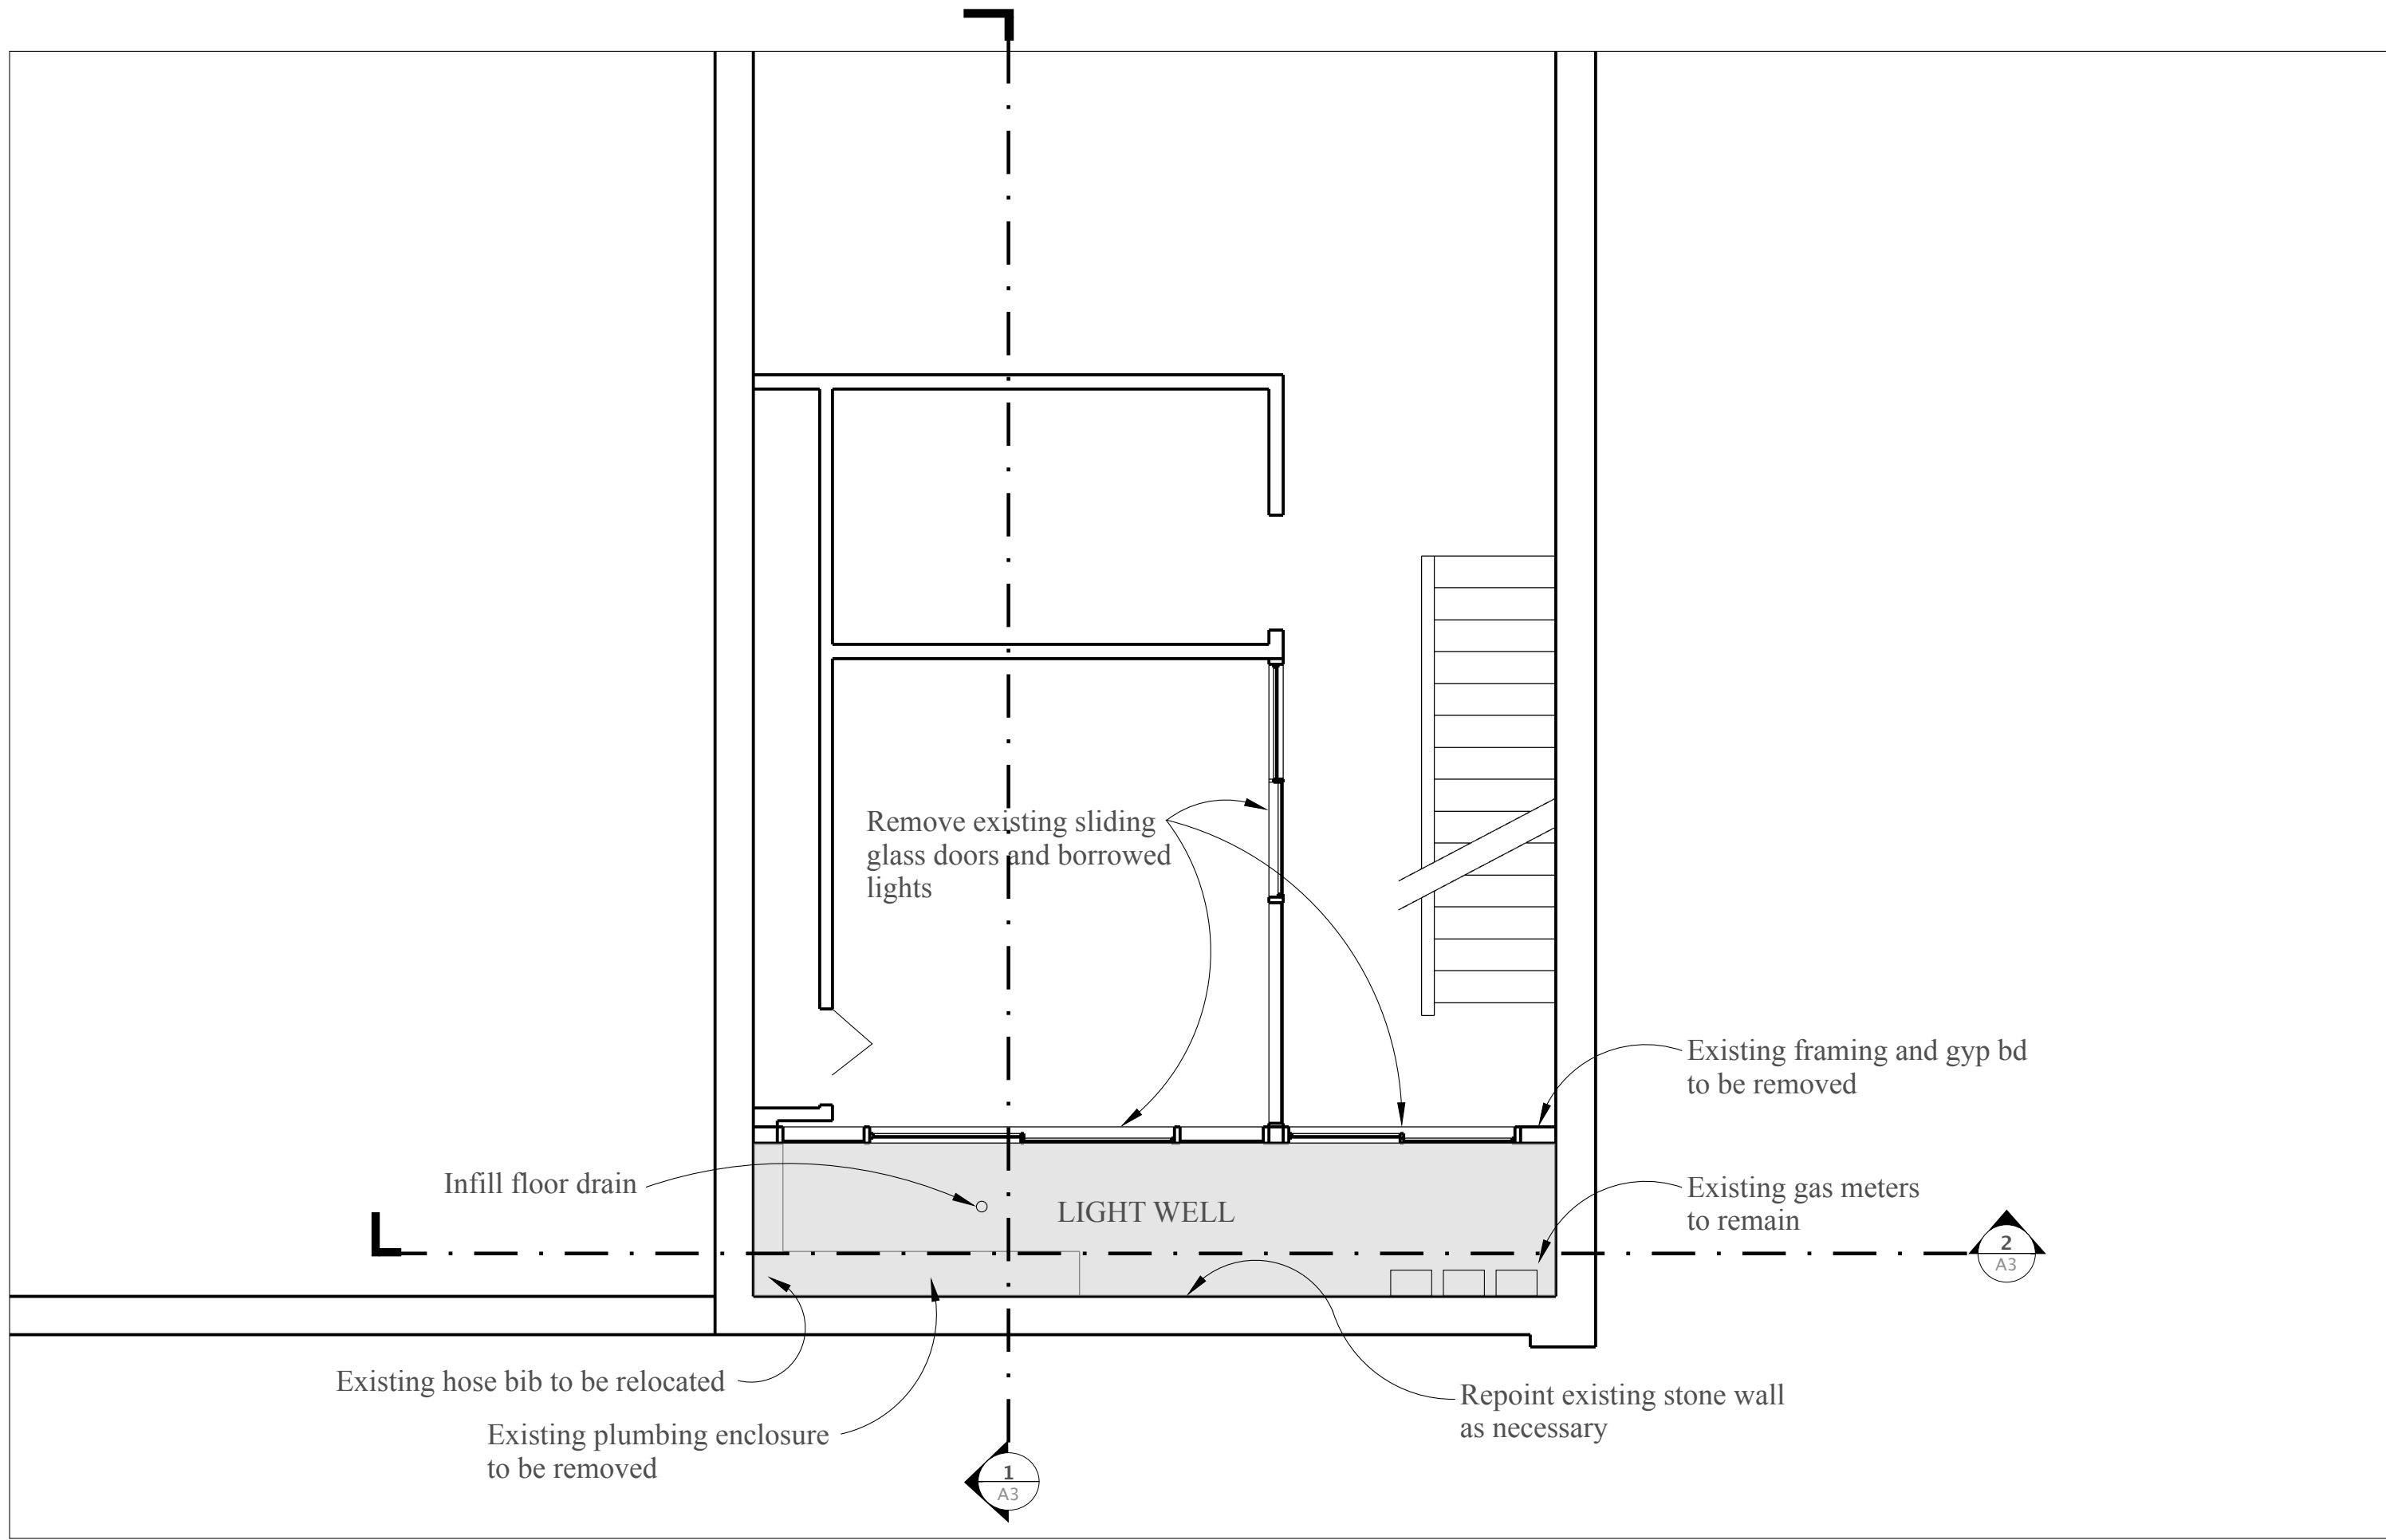 Remove existing sliding
glass doors and borrowed
lights
Existing framing and gyp bd
to be removed
Infill floor drain
LIGHT WELL
Existing gas meters
to remain
2
A3
Existing hose bib to be relocated
Repoint existing stone wall
as necessary
Existing plumbing enclosure
to be removed
1
A3